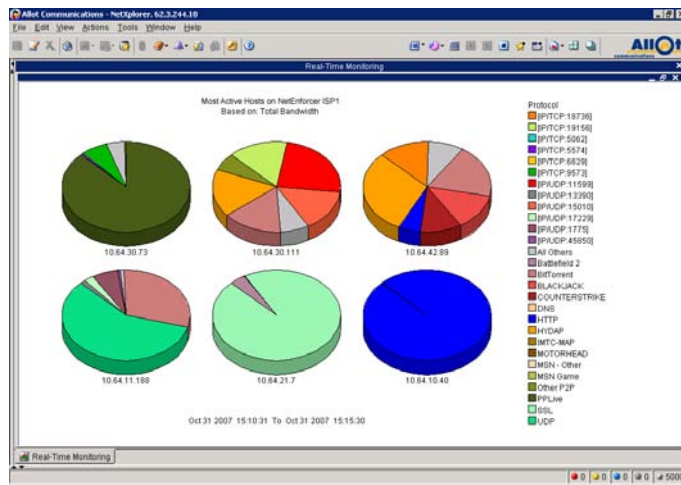 Allot Communications - NetXplorer. 62.3.244.10
File Edit View Actions Tools Window Help
Allot
communications
Real-Time Monitoring
Most Active Hosts on NetEnforcer ISP1
Based on: Total Bandwidth
10.64.30.73
10.64.30.111
10.64.42.89
10.64.11.188
10.64.21.7
10.64.10.40
Oct 31 2007 15:10:31 To Oct 31 2007 15:15:30
Protocol
[IP/TCP:18736]
[IP/TCP:19156]
[IP/TCP:5062]
[IP/TCP:5574]
[IP/TCP:6629]
[IP/TCP:9573]
[IP/UDP:11599]
[IP/UDP:13390]
[IP/UDP:15010]
[IP/UDP:17229]
[IP/UDP:1775]
[IP/UDP:45850]
All Others
Battlefield 2
BitTorrent
BLACKJACK
COUNTERSTRIKE
DNS
HTTP
HYDAP
IMTC-MAP
MOTORHEAD
MSN - Other
MSN Game
Other P2P
PPLive
SSL
UDP
Real-Time Monitoring
0 0 0 0